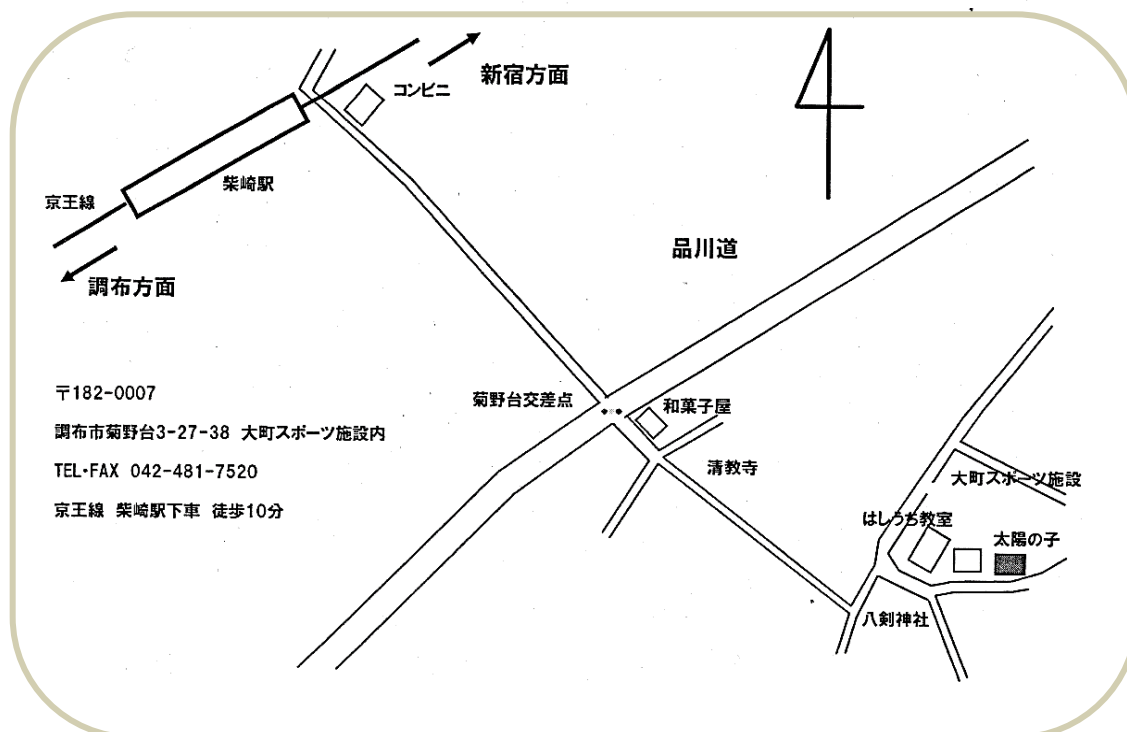 新宿方面
コンビニ
柴崎駅
京王線
調布方面
品川道
〒182-0007
調布市菊野台3-27-38 大町スポーツ施設内
TEL・FAX 042-481-7520
京王線 柴崎駅下車 徒歩10分
菊野台交差点
和菓子屋
清教寺
大町スポーツ施設
はしうち教室
太陽の子
八剣神社